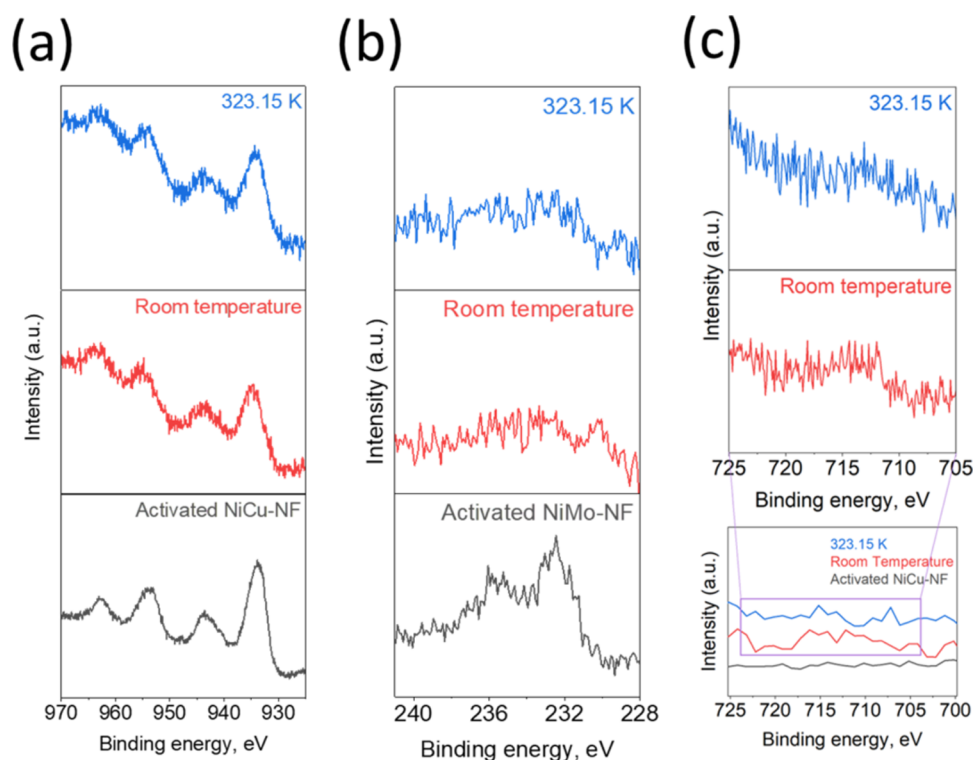 (a)
323.15 K
Room temperature
Activated NiCu-NF
Intensity (a.u.)
970 960 950 940 930
Binding energy, eV
(b)
323.15 K
Room temperature
Activated NiMo-NF
Intensity (a.u.)
240 236 232 228
Binding energy, eV
(c)
323.15 K
Room temperature
Intensity (a.u.)
725 720 715 710 705
Binding energy, eV
323.15 K
Room Temperature
Activated NiCu-NF
Intensity (a.u.)
725 720 715 710 705 700
Binding energy, eV